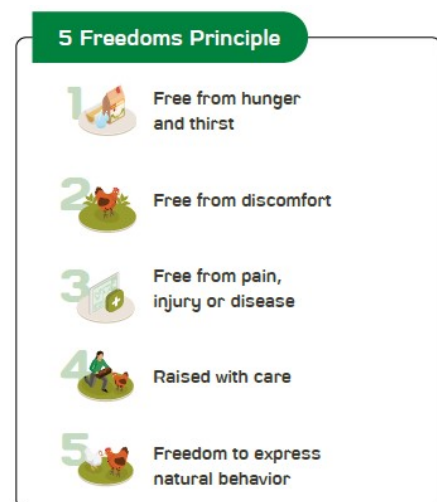 5 Freedoms Principle
1
Free from hunger
and thirst
2
Free from discomfort
3
Free from pain,
injury or disease
4
Raised with care
5
Freedom to express
natural behavior